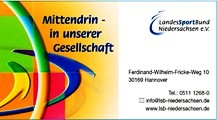 Mittendrin -
in unserer
Gesellschaft
LandesSportBund
Niedersachsen e.V.
Ferdinand-Wilhelm-Fricke-Weg 10
30169 Hannover
Tel.: 0511 1268-0
info@lsb-niedersachsen.de
www.lsb-niedersachsen.de